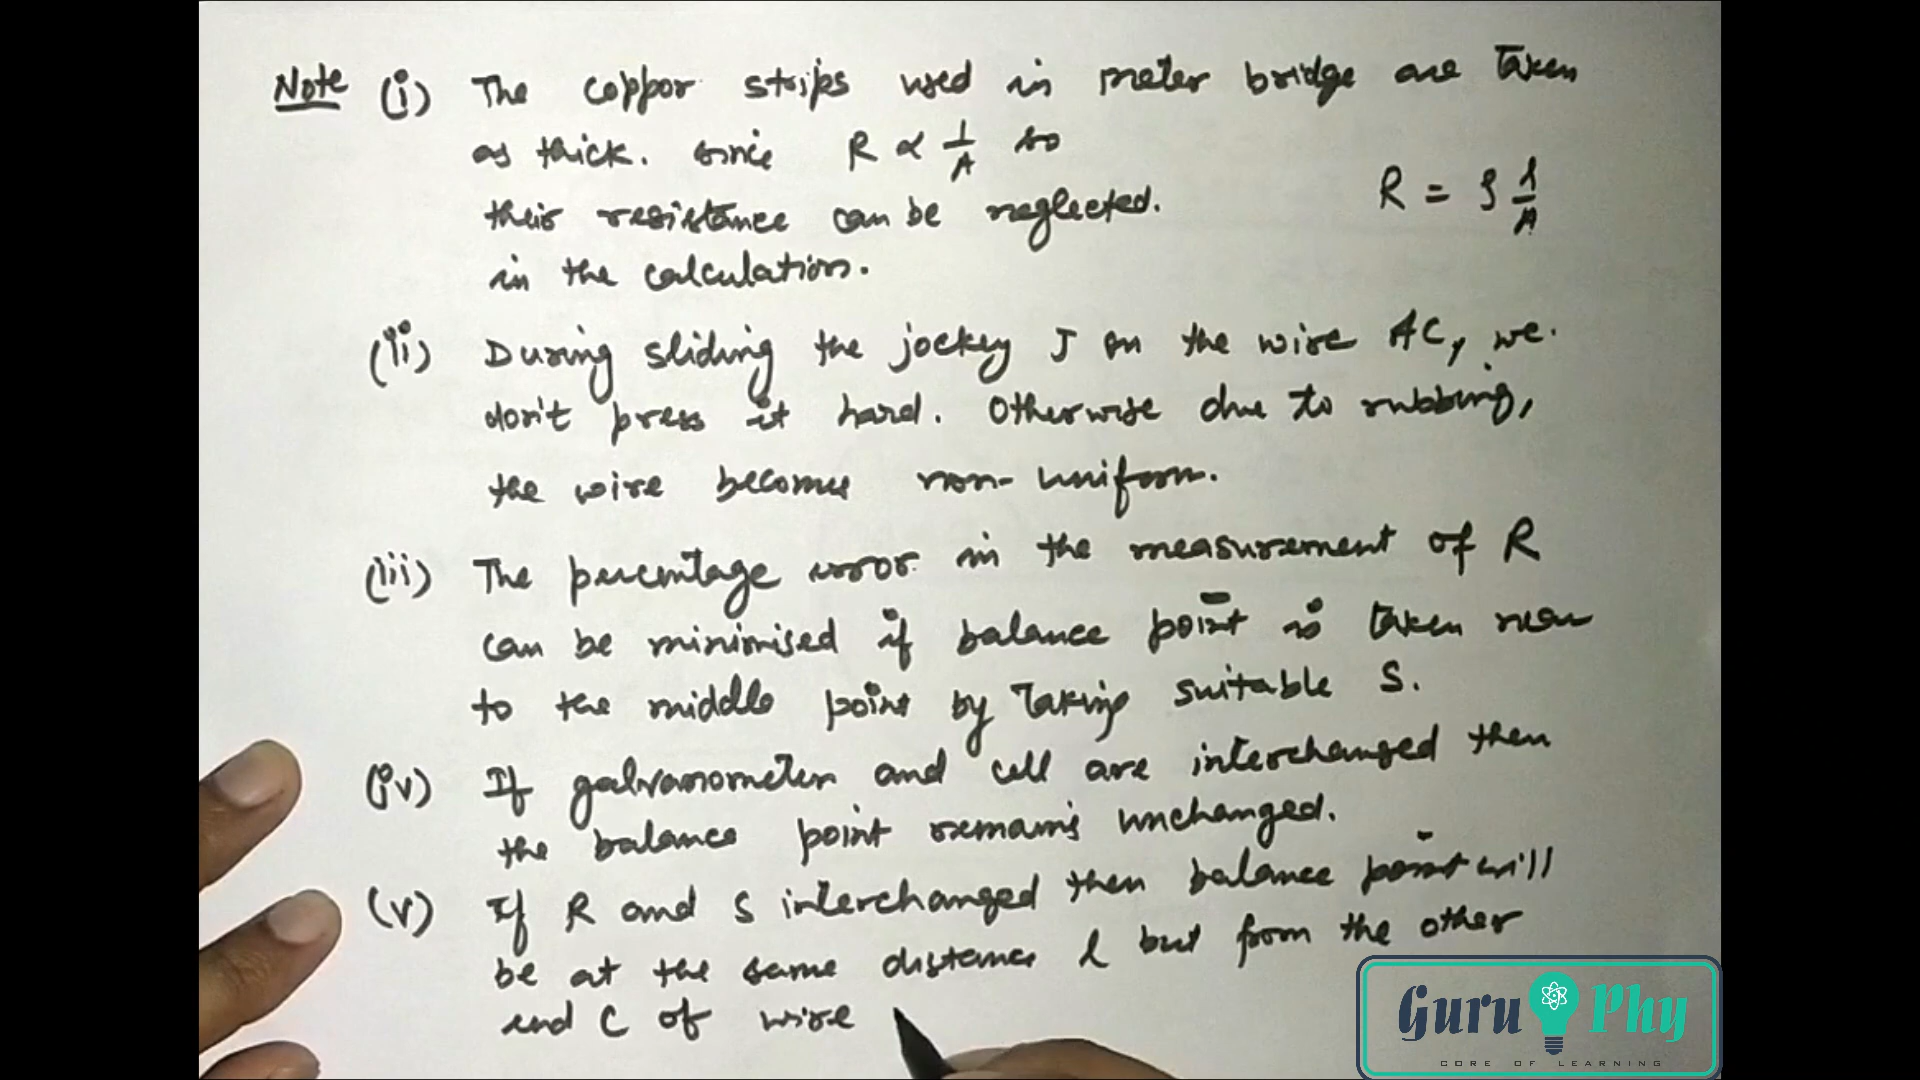 Note (i) The coppor strips used in meter bridge are taken
as thick. since R ∝ 1/A so
their resistance can be neglected.
in the calculation.
R = ρ l/A
(ii) During sliding the jockey J on the wire AC, we
don't press it hard. Otherwise due to rubbing,
the wire becomes non-uniform.
(iii) The percentage error in the measurement of R
can be minimised if balance point is taken near
to the middle point by taking suitable S.
(iv) If galvanometer and cell are interchanged then
the balance point remains unchanged.
(v) If R and S interchanged then balance point will
be at the same distance l but from the other
end C of wire
Guru Phy
CORE OF LEARNING